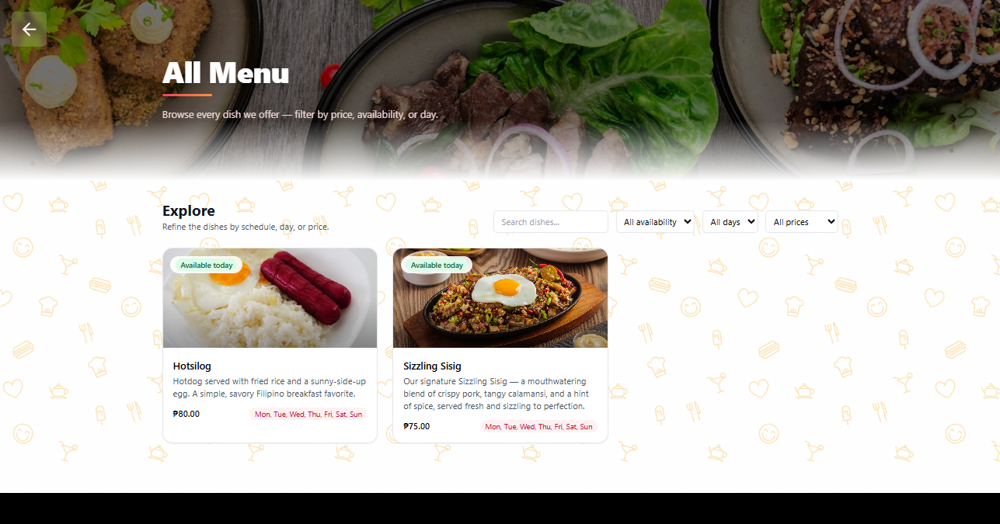 All Menu
Browse every dish we offer — filter by price, availability, or day.
Explore
Refine the dishes by schedule, day, or price.
Search dishes...
All availability
All days
All prices
Available today
Hotsilog
Hotdog served with fried rice and a sunny-side-up
egg. A simple, savory Filipino breakfast favorite.
₱80.00
Mon, Tue, Wed, Thu, Fri, Sat, Sun
Available today
Sizzling Sisig
Our signature Sizzling Sisig — a mouthwatering
blend of crispy pork, tangy calamansi, and a hint
of spice, served fresh and sizzling to perfection.
₱75.00
Mon, Tue, Wed, Thu, Fri, Sat, Sun